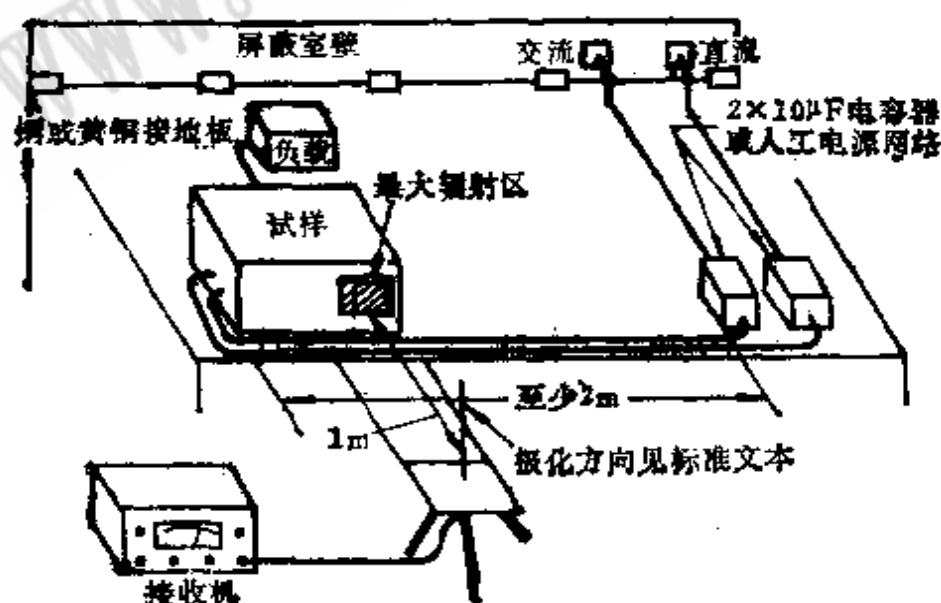 WWW.
屏蔽室壁
交流
直流
铜或黄铜接地板
负载
2×10μF电容器
或人工电源网络
最大辐射区
试样
至少2m
1m
极化方向见标准文本
接收机